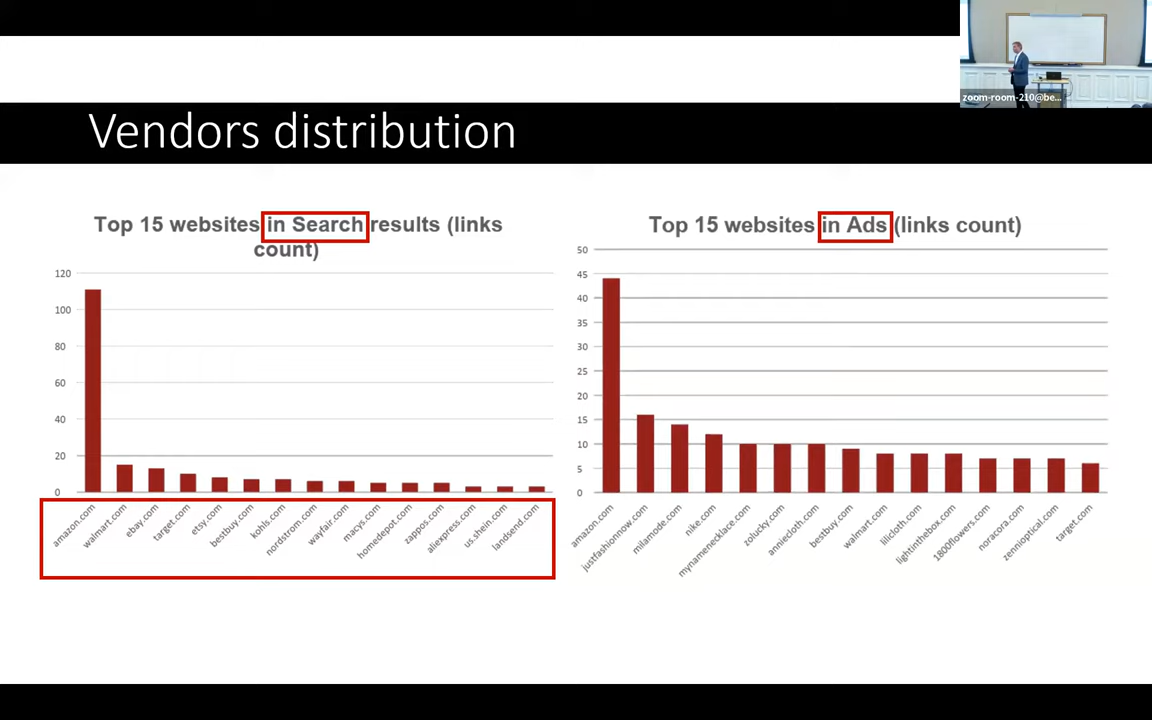 zoom-room-210@be...
Vendors distribution
Top 15 websites in Search results (links
count)
120
100
80
60
40
20
0
amazon.com
walmart.com
ebay.com
target.com
etsy.com
bestbuy.com
kohls.com
nordstrom.com
wayfair.com
macys.com
homedepot.com
zappos.com
aliexpress.com
us.shein.com
landsend.com
Top 15 websites in Ads (links count)
50
45
40
35
30
25
20
15
10
5
0
amazon.com
justfashionnow.com
milamode.com
nike.com
mynamenecklace.com
zolucky.com
anniecloth.com
bestbuy.com
walmart.com
lilicloth.com
lightinthebox.com
1800flowers.com
noracora.com
zennioptical.com
target.com